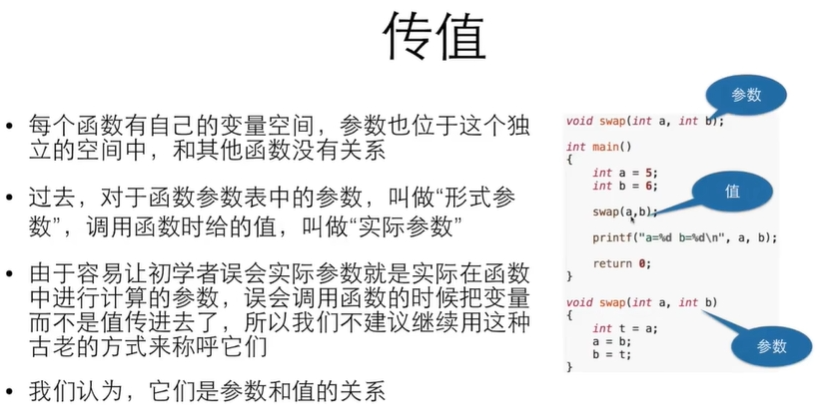 传值
• 每个函数有自己的变量空间，参数也位于这个独
立的空间中，和其他函数没有关系
• 过去，对于函数参数表中的参数，叫做“形式参
数”，调用函数时给的值，叫做“实际参数”
• 由于容易让初学者误会实际参数就是实际在函数
中进行计算的参数，误会调用函数的时候把变量
而不是值传进去了，所以我们不建议继续用这种
古老的方式来称呼它们
• 我们认为，它们是参数和值的关系
参数
void swap(int a, int b);
int main()
{
int a = 5;
int b = 6;
值
swap(a,b);
printf("a=%d b=%d\n", a, b);
return 0;
}
void swap(int a, int b)
{
int t = a;
a = b;
b = t;
}
参数